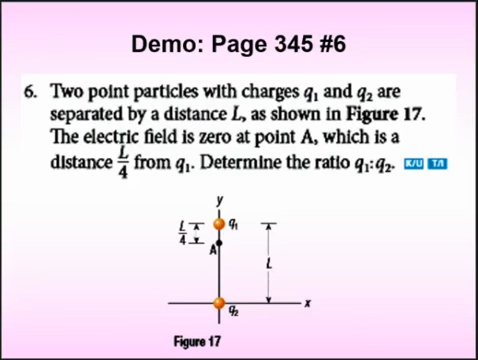 Demo: Page 345 #6
6. Two point particles with charges q₁ and q₂ are
separated by a distance L, as shown in Figure 17.
The electric field is zero at point A, which is a
distance L/4 from q₁. Determine the ratio q₁:q₂. K/U T/I
y
L/4
q₁
A
L
x
q₂
Figure 17